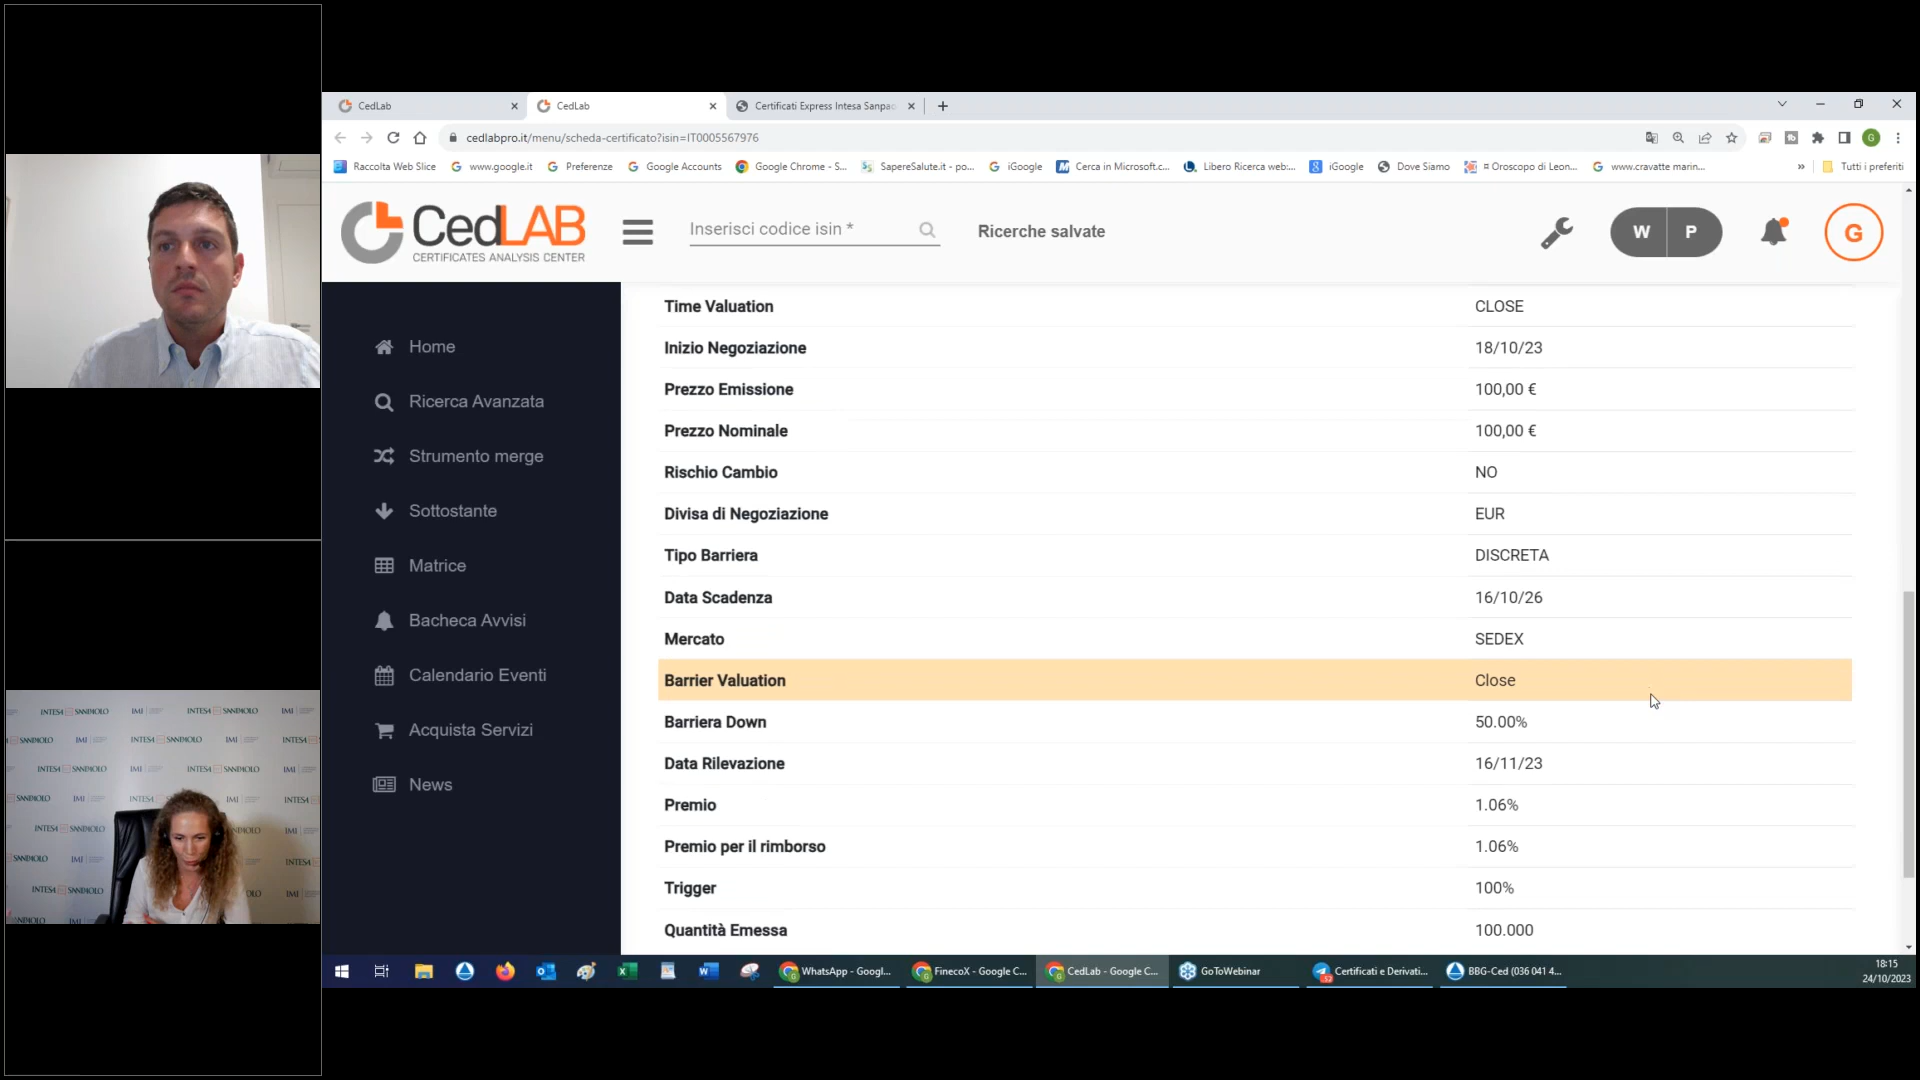 CedLab
CedLab
Certificati Express Intesa Sanpao
cedlabpro.it/menu/scheda-certificato?isin=IT0005567976
Raccolta Web Slice
www.google.it
Preferenze
Google Accounts
Google Chrome - S...
SapereSalute.it - po...
iGoogle
Cerca in Microsoft.c...
Libero Ricerca web:...
iGoogle
Dove Siamo
¤ Oroscopo di Leon...
www.cravatte marin...
»
Tutti i preferiti
CedLAB
CERTIFICATES ANALYSIS CENTER
Inserisci codice isin *
Ricerche salvate
W P
G
Home
Ricerca Avanzata
Strumento merge
Sottostante
Matrice
Bacheca Avvisi
Calendario Eventi
Acquista Servizi
News
Time Valuation CLOSE
Inizio Negoziazione 18/10/23
Prezzo Emissione 100,00 €
Prezzo Nominale 100,00 €
Rischio Cambio NO
Divisa di Negoziazione EUR
Tipo Barriera DISCRETA
Data Scadenza 16/10/26
Mercato SEDEX
Barrier Valuation Close
Barriera Down 50.00%
Data Rilevazione 16/11/23
Premio 1.06%
Premio per il rimborso 1.06%
Trigger 100%
Quantità Emessa 100.000
WhatsApp - Googl...
FinecoX - Google C...
CedLab - Google C...
GoToWebinar
Certificati e Derivati...
BBG-Ced (036 041 4...
18:15
24/10/2023
INTESA SANPAOLO
IMI